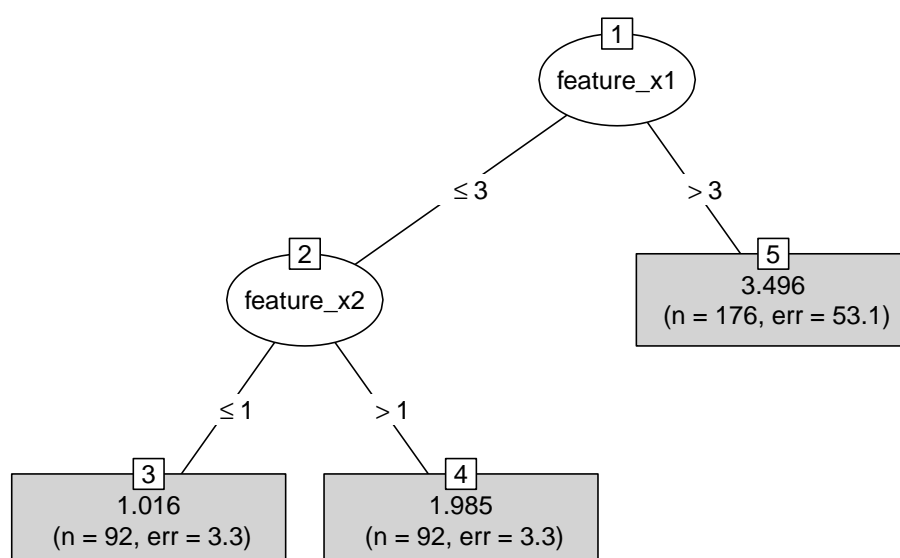 1
feature_x1
≤ 3
> 3
2
feature_x2
5
3.496
(n = 176, err = 53.1)
≤ 1
> 1
3
1.016
(n = 92, err = 3.3)
4
1.985
(n = 92, err = 3.3)